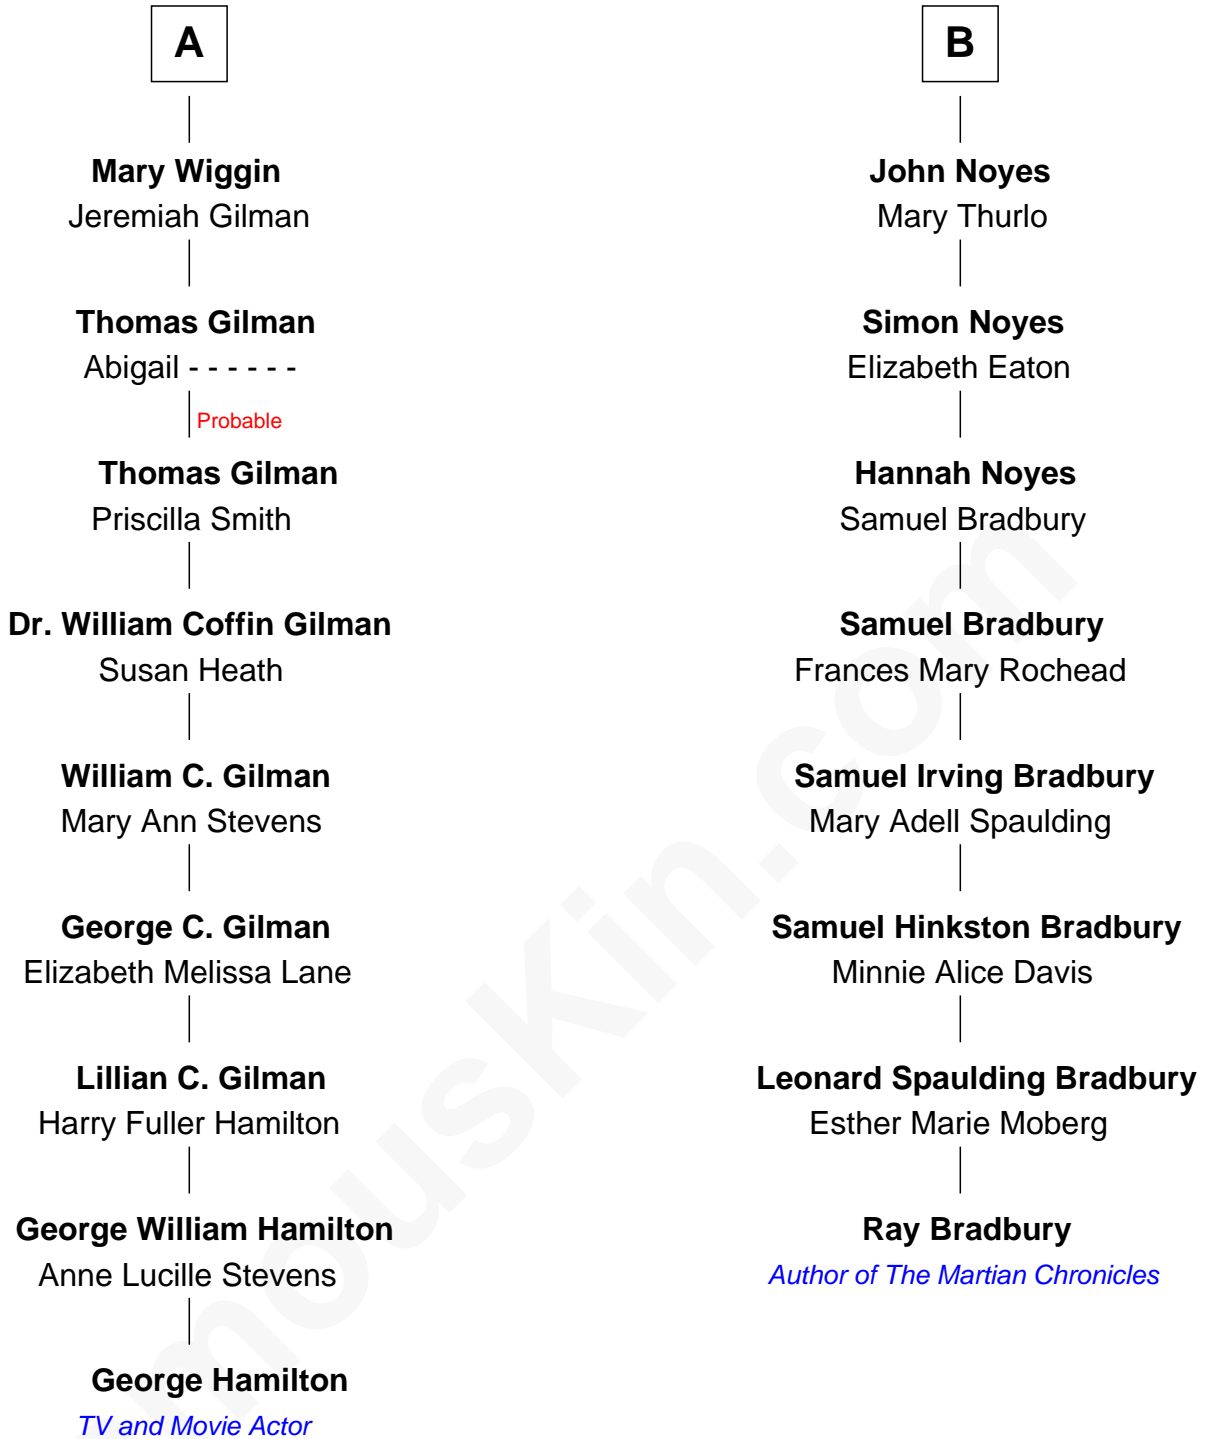 A
Mary Wiggin
Jeremiah Gilman
Thomas Gilman
Abigail - - - - - -
Probable
Thomas Gilman
Priscilla Smith
Dr. William Coffin Gilman
Susan Heath
William C. Gilman
Mary Ann Stevens
George C. Gilman
Elizabeth Melissa Lane
Lillian C. Gilman
Harry Fuller Hamilton
George William Hamilton
Anne Lucille Stevens
George Hamilton
TV and Movie Actor
B
John Noyes
Mary Thurlo
Simon Noyes
Elizabeth Eaton
Hannah Noyes
Samuel Bradbury
Samuel Bradbury
Frances Mary Rochead
Samuel Irving Bradbury
Mary Adell Spaulding
Samuel Hinkston Bradbury
Minnie Alice Davis
Leonard Spaulding Bradbury
Esther Marie Moberg
Ray Bradbury
Author of The Martian Chronicles
mousKin.com